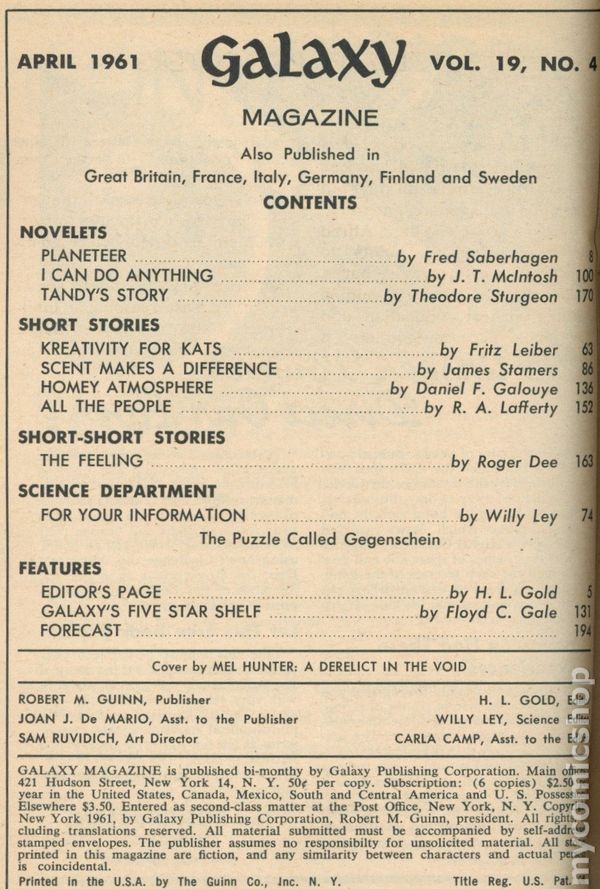 APRIL 1961 GaLaxy VOL. 19, NO. 4
MAGAZINE
Also Published in
Great Britain, France, Italy, Germany, Finland and Sweden
CONTENTS
NOVELETS
PLANETEER ........ by Fred Saberhagen 8
I CAN DO ANYTHING ........ by J. T. McIntosh 100
TANDY'S STORY ........ by Theodore Sturgeon 170
SHORT STORIES
KREATIVITY FOR KATS ........ by Fritz Leiber 63
SCENT MAKES A DIFFERENCE ........ by James Stamers 86
HOMEY ATMOSPHERE ........ by Daniel F. Galouye 136
ALL THE PEOPLE ........ by R. A. Lafferty 152
SHORT-SHORT STORIES
THE FEELING ........ by Roger Dee 163
SCIENCE DEPARTMENT
FOR YOUR INFORMATION ........ by Willy Ley 74
The Puzzle Called Gegenschein
FEATURES
EDITOR'S PAGE ........ by H. L. Gold 5
GALAXY'S FIVE STAR SHELF ........ by Floyd C. Gale 131
FORECAST ........ 194
Cover by MEL HUNTER: A DERELICT IN THE VOID
ROBERT M. GUINN, Publisher H. L. GOLD,
JOAN J. De MARIO, Asst. to the Publisher WILLY LEY, Science
SAM RUVIDICH, Art Director CARLA CAMP, Asst. to the
GALAXY MAGAZINE is published bi-monthy by Galaxy Publishing Corporation. Main
421 Hudson Street, New York 14, N. Y. 50¢ per copy. Subscription: (6 copies) $2.50
year in the United States, Canada, Mexico, South and Central America and U. S.
Elsewhere $3.50. Entered as second-class matter at the Post Office, New York, N. Y.
New York 1961, by Galaxy Publishing Corporation, Robert M. Guinn, president. All
cluding translations reserved. All material submitted must be accompanied by
stamped envelopes. The publisher assumes no responsibilty for unsolicited material. All
printed in this magazine are fiction, and any similarity between characters and actual
is coincidental.
Printed in the U.S.A. by The Guinn Co., Inc. N. Y. Title Reg. U.S. Pat.
mycomicshop